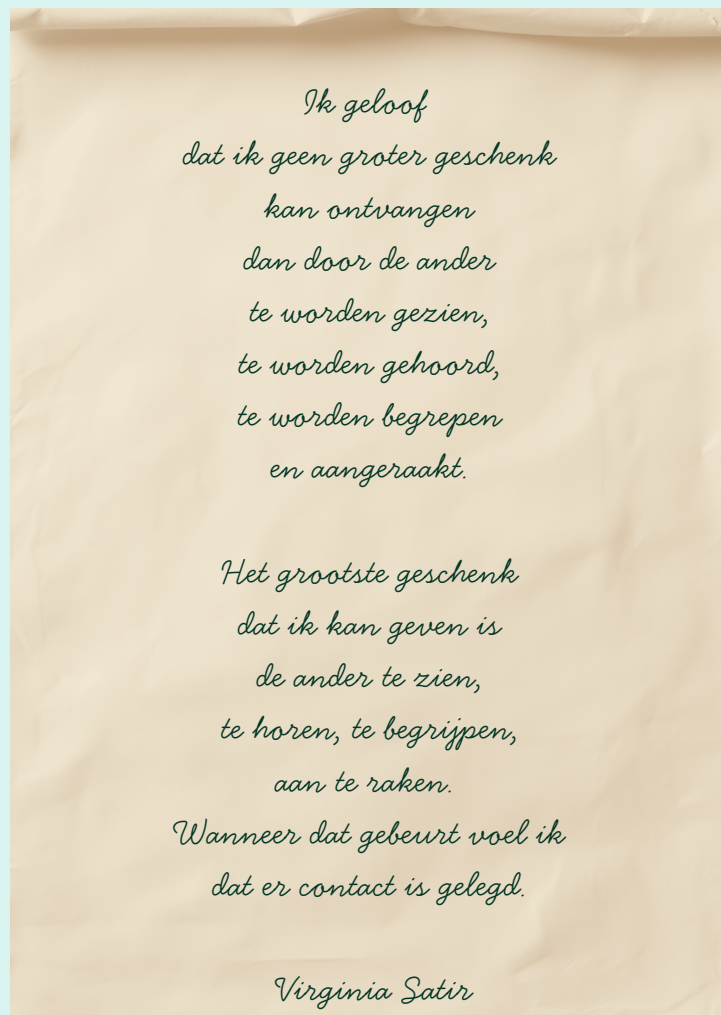 Ik geloof
dat ik geen groter geschenk
kan ontvangen
dan door de ander
te worden gezien,
te worden gehoord,
te worden begrepen
en aangeraakt.
Het grootste geschenk
dat ik kan geven is
de ander te zien,
te horen, te begrijpen,
aan te raken.
Wanneer dat gebeurt voel ik
dat er contact is gelegd.
Virginia Satir